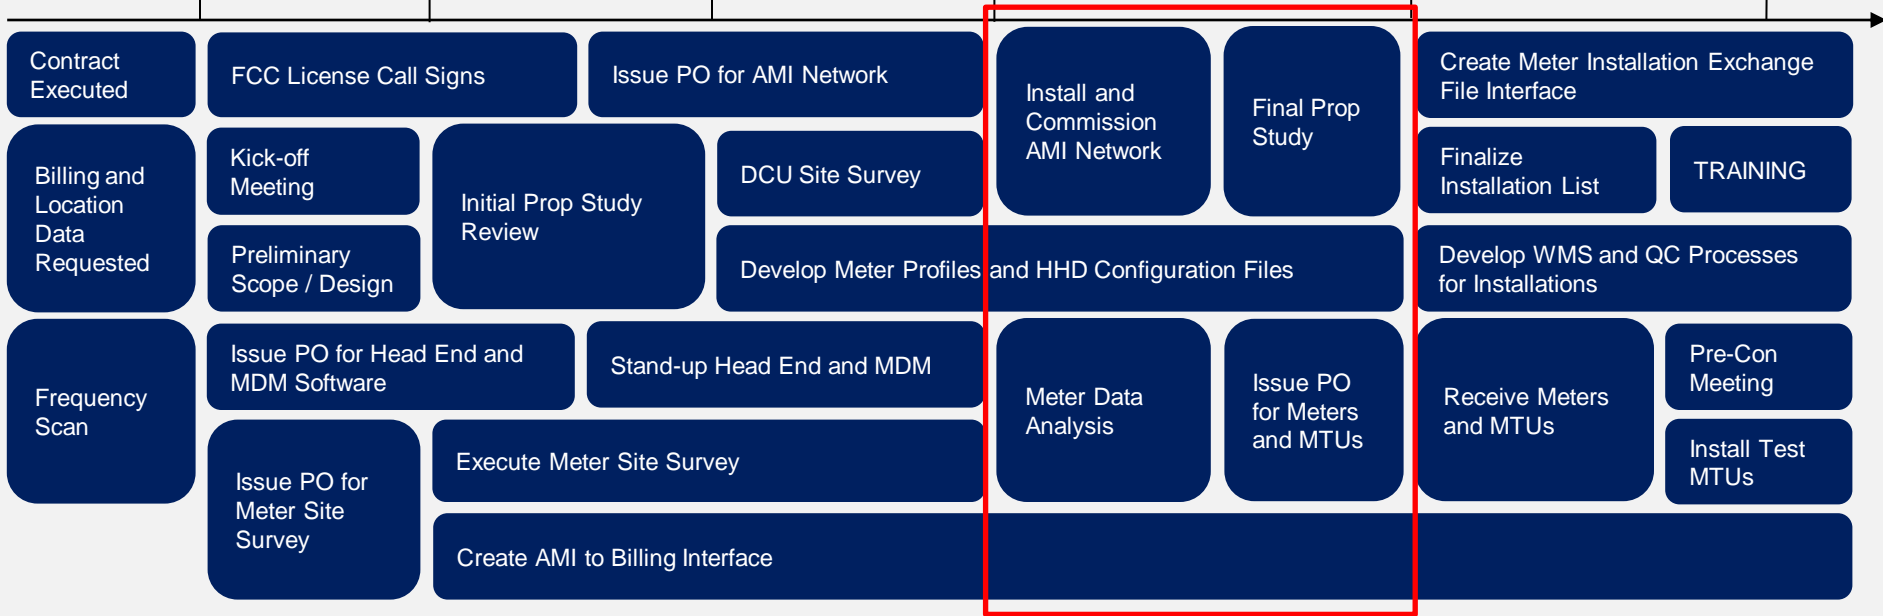 Contract
Executed
FCC License Call Signs
Issue PO for AMI Network
Install and
Commission
AMI Network
Final Prop
Study
Create Meter Installation Exchange
File Interface
Billing and
Location
Data
Requested
Kick-off
Meeting
Initial Prop Study
Review
DCU Site Survey
Finalize
Installation List
TRAINING
Preliminary
Scope / Design
Develop Meter Profiles and HHD Configuration Files
Develop WMS and QC Processes
for Installations
Frequency
Scan
Issue PO for Head End and
MDM Software
Stand-up Head End and MDM
Meter Data
Analysis
Issue PO
for Meters
and MTUs
Receive Meters
and MTUs
Pre-Con
Meeting
Issue PO for
Meter Site
Survey
Execute Meter Site Survey
Install Test
MTUs
Create AMI to Billing Interface